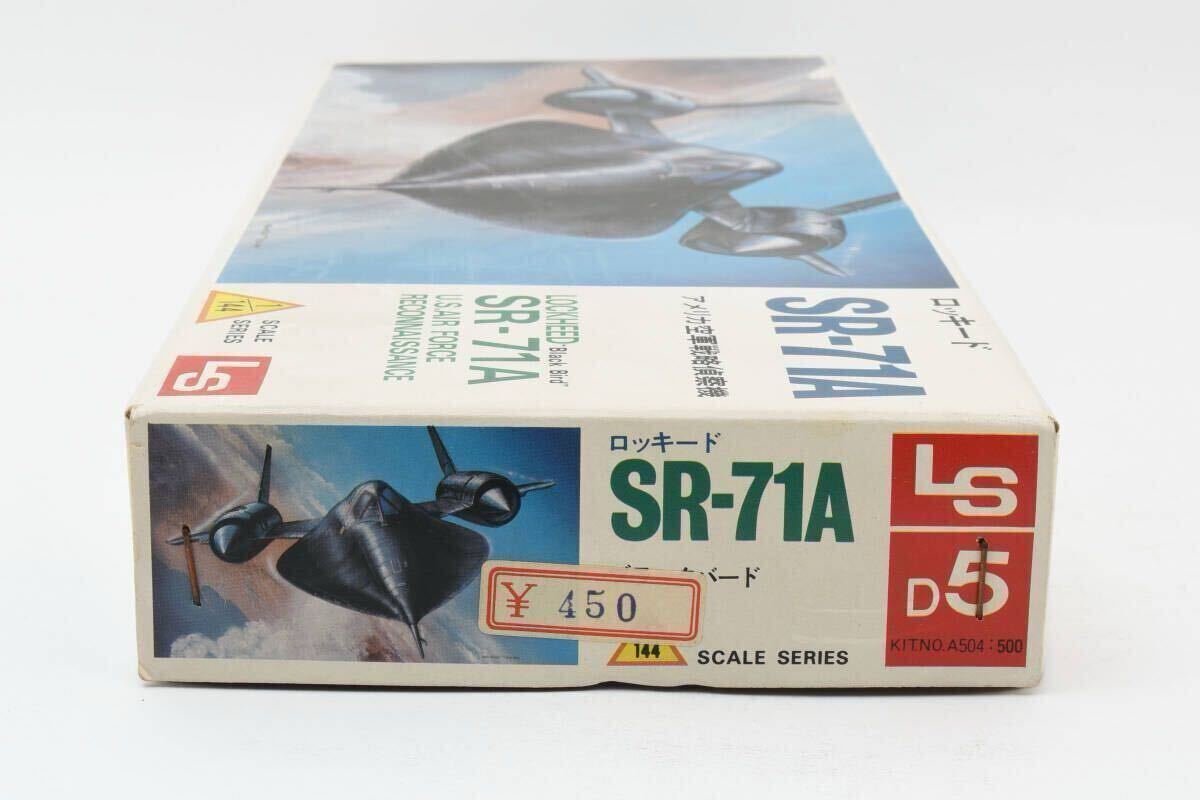 ロッキード
SR-71A
アメリカ空軍戦略偵察機
LOCKHEED "Black Bird"
SR-71A
U.S. AIR FORCE
RECONNAISSANCE
1/144
SCALE
SERIES
LS
ロッキード
SR-71A
バード
¥ 450
144
SCALE SERIES
LS
D5
KIT.NO.A504:500